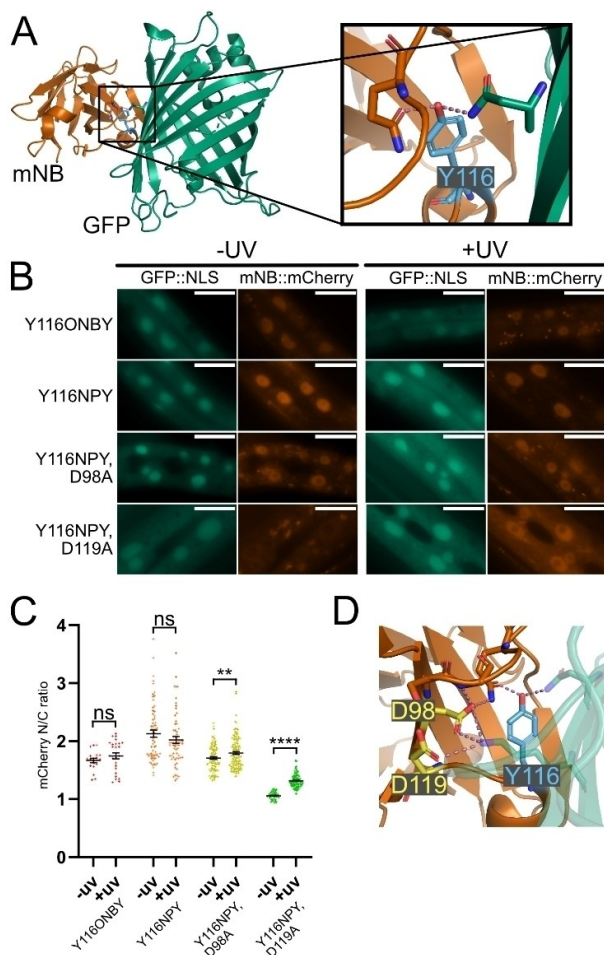 A
mNB
GFP
Y116
-UV
+UV
B
GFP::NLS mNB::mCherry GFP::NLS mNB::mCherry
Y116ONBY
Y116NPY
Y116NPY,
D98A
Y116NPY,
D119A
C
D
mCherry N/C ratio
4
3
2
1
0
ns
ns
**
****
-uv +uv -uv +uv -uv +uv -uv +uv
Y116ONBY
Y116NPY
Y116NPY,
D98A
Y116NPY,
D119A
D98
D119
Y116